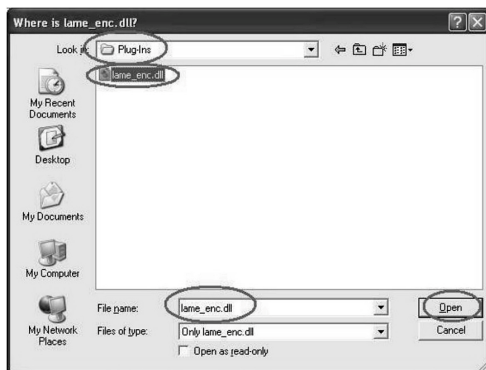 Where is lame_enc.dll?
Look in: Plug-Ins
lame_enc.dll
My Recent
Documents
Desktop
My Documents
My Computer
My Network
Places
File name: lame_enc.dll Open
Files of type: Only lame_enc.dll Cancel
Open as read-only